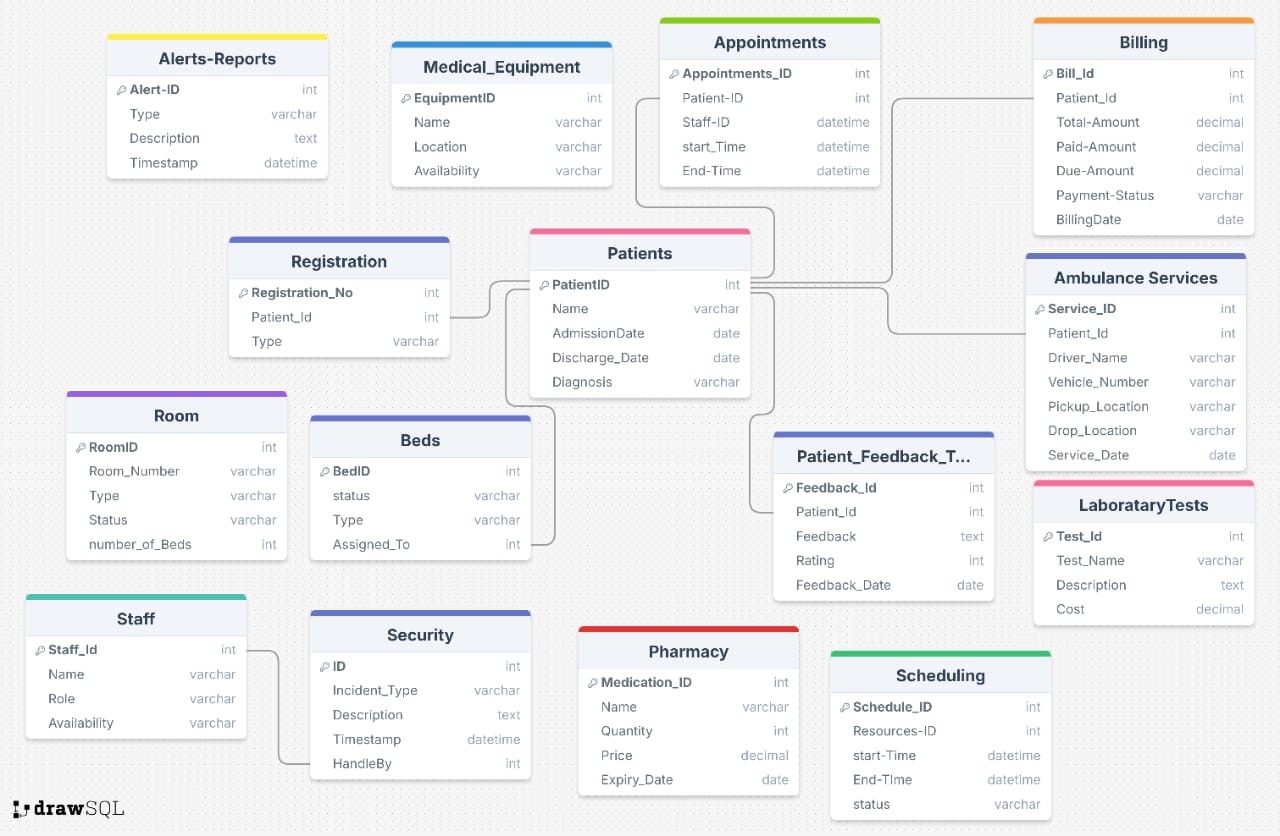 Alerts-Reports
Alert-ID int
Type varchar
Description text
Timestamp datetime
Medical_Equipment
EquipmentID int
Name varchar
Location varchar
Availability varchar
Appointments
Appointments_ID int
Patient-ID int
Staff-ID datetime
start_Time datetime
End-Time datetime
Billing
Bill_Id int
Patient_Id int
Total-Amount decimal
Paid-Amount decimal
Due-Amount decimal
Payment-Status varchar
BillingDate date
Registration
Registration_No int
Patient_Id int
Type varchar
Patients
PatientID int
Name varchar
AdmissionDate date
Discharge_Date date
Diagnosis varchar
Ambulance Services
Service_ID int
Patient_Id int
Driver_Name varchar
Vehicle_Number varchar
Pickup_Location varchar
Drop_Location varchar
Service_Date date
Room
RoomID int
Room_Number varchar
Type varchar
Status varchar
number_of_Beds int
Beds
BedID int
status varchar
Type varchar
Assigned_To int
Patient_Feedback_T...
Feedback_Id int
Patient_Id int
Feedback text
Rating int
Feedback_Date date
LaborataryTests
Test_Id int
Test_Name varchar
Description text
Cost decimal
Staff
Staff_Id int
Name varchar
Role varchar
Availability varchar
Security
ID int
Incident_Type varchar
Description text
Timestamp datetime
HandleBy int
Pharmacy
Medication_ID int
Name varchar
Quantity int
Price decimal
Expiry_Date date
Scheduling
Schedule_ID int
Resources-ID int
start-Time datetime
End-TIme datetime
status varchar
drawSQL